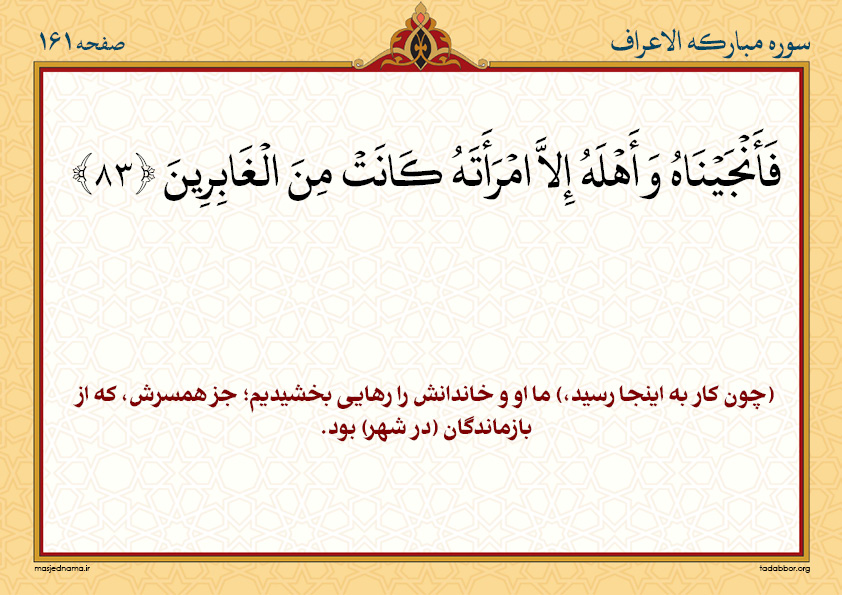 سوره مبارکه الاعراف
صفحه ۱۶۱
فَأَنْجَيْنَاهُ وَ أَهْلَهُ إِلاَّ امْرَأَتَهُ كَانَتْ مِنَ الْغَابِرِينَ ﴿۸۳﴾
(چون کار به اینجا رسید،) ما او و خاندانش را رهایی بخشیدیم؛ جز همسرش، که از
بازماندگان (در شهر) بود.
masjednama.ir
tadabbor.org